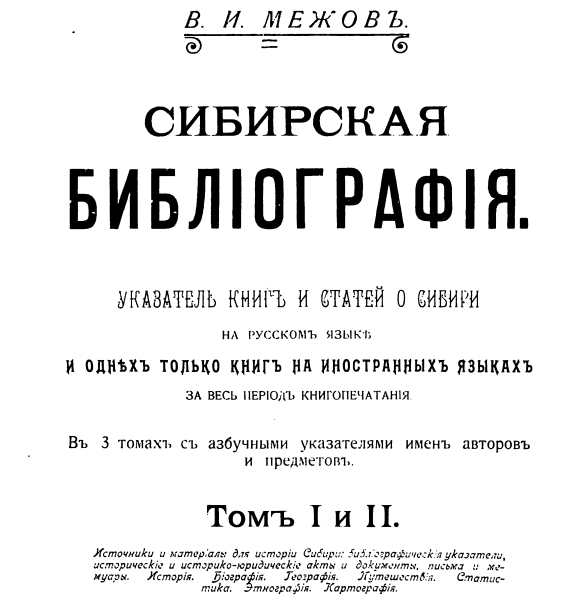 В. И. МЕЖОВЪ.
СИБИРСКАЯ
БИБЛІОГРАФІЯ.
УКАЗАТЕЛЬ КНИГЪ И СТАТЕЙ О СИБИРИ
НА РУССКОМЪ ЯЗЫКѢ
И ОДНѢХЪ ТОЛЬКО КНИГЪ НА ИНОСТРАННЫХЪ ЯЗЫКАХЪ
ЗА ВЕСЬ ПЕРІОДЪ КНИГОПЕЧАТАНІЯ
Въ 3 томахъ съ азбучными указателями именъ авторовъ
и предметовъ.
Томъ I и II.
Источники и матеріалы для исторіи Сибири: библіографическія указатели,
историческіе и историко-юридическіе акты и документы, письма и ме-
муары. Исторія. Біографія. Географія. Путешествія. Статис-
тика. Этнографія. Картографія.